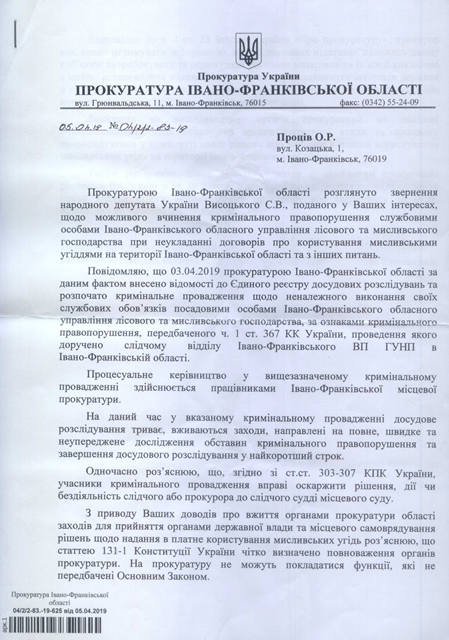 Прокуратура України
ПРОКУРАТУРА ІВАНО-ФРАНКІВСЬКОЇ ОБЛАСТІ
вул. Грюнвальдська, 11, м. Івано-Франківськ, 76015 факс: (0342) 55-24-09
05.04.19 № 04/2/2-83-19
Проців О.Р.
вул. Козацька, 1,
м. Івано-Франківськ, 76019
Прокуратурою Івано-Франківської області розглянуто звернення
народного депутата України Висоцького С.В., поданого у Ваших інтересах,
щодо можливого вчинення кримінального правопорушення службовими
особами Івано-Франківського обласного управління лісового та мисливського
господарства при неукладанні договорів про користування мисливськими
угіддями на території Івано-Франківської області та з інших питань.
Повідомляю, що 03.04.2019 прокуратурою Івано-Франківської області за
даним фактом внесено відомості до Єдиного реєстру досудових розслідувань та
розпочато кримінальне провадження щодо неналежного виконання своїх
службових обов'язків посадовими особами Івано-Франківського обласного
управління лісового та мисливського господарства, за ознаками кримінального
правопорушення, передбаченого ч. 1 ст. 367 КК України, проведення якого
доручено слідчому відділу Івано-Франківського ВП ГУНП в
Івано-Франківській області.
Процесуальне керівництво у вищезазначеному кримінальному
провадженні здійснюється працівниками Івано-Франківської місцевої
прокуратури.
На даний час у вказаному кримінальному провадженні досудове
розслідування триває, вживаються заходи, направлені на повне, швидке та
неупереджене дослідження обставин кримінального правопорушення та
завершення досудового розслідування у найкоротший строк.
Одночасно роз'яснюю, що, згідно зі ст.ст. 303-307 КПК України,
учасники кримінального провадження вправі оскаржити рішення, дії чи
бездіяльність слідчого або прокурора до слідчого судді місцевого суду.
З приводу Ваших доводів про вжиття органами прокуратури області
заходів для прийняття органами державної влади та місцевого самоврядування
рішень щодо надання в платне користування мисливських угідь роз'яснюю, що
статтею 131-1 Конституції України чітко визначено повноваження органів
прокуратури. На прокуратуру не можуть покладатися функції, які не
передбачені Основним Законом.
Прокуратура Івано-Франківської
області
04/2/2-83.-19-625 від 05.04.2019
арк.1